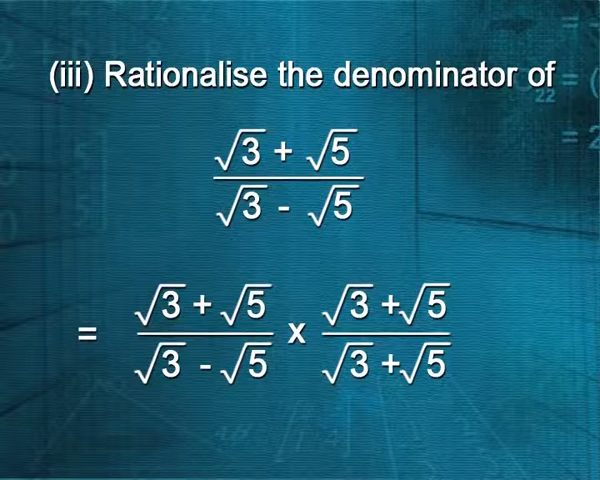 (iii) Rationalise the denominator of
√3 + √5
√3 - √5
= √3 + √5 x √3 +√5
√3 - √5 √3 +√5